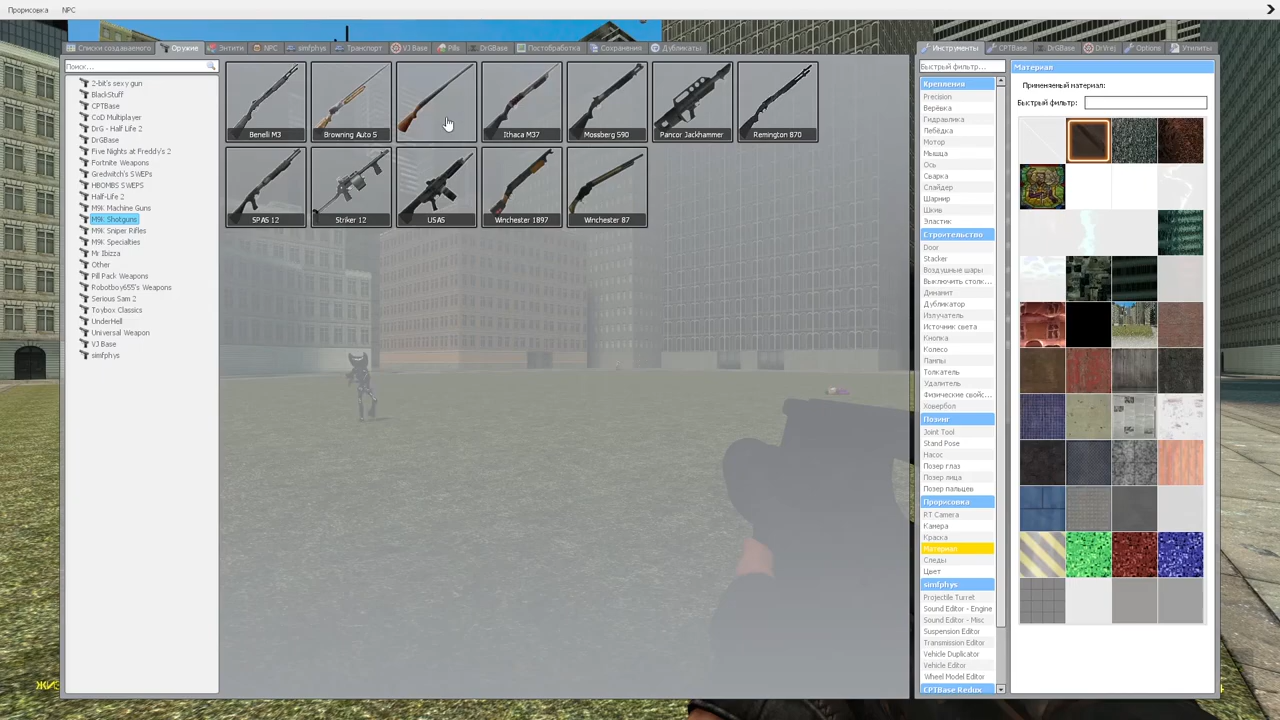 Прорисовка NPC
Списки создаваемого Оружие Энтити NPC simfphys Транспорт VJ Base Pills DrGBase Постобработка Сохранения Дубликаты
Поиск...
2-bit's sexy gun
BlackStuff
CPTBase
CoD Multiplayer
DrG - Half Life 2
DrGBase
Five Nights at Freddy's 2
Fortnite Weapons
Gredwitch's SWEPs
HBOMBS SWEPS
Half-Life 2
M9K Machine Guns
M9K Shotguns
M9K Sniper Rifles
M9K Specialties
Mr Ibizza
Other
Pill Pack Weapons
Robotboy655's Weapons
Serious Sam 2
Toybox Classics
UnderHell
Universal Weapon
VJ Base
simfphys
Benelli M3
Browning Auto 5
Ithaca M37
Mossberg 590
Pancor Jackhammer
Remington 870
SPAS 12
Striker 12
USAS
Winchester 1897
Winchester 87
Инструменты CPTBase DrGBase DrVrej Options Утилиты
Быстрый фильтр...
Крепления
Precision
Верёвка
Гидравлика
Лебёдка
Мотор
Мышца
Ось
Сварка
Слайдер
Шарнир
Шкив
Эластик
Строительство
Door
Stacker
Воздушные шары
Выключить столк...
Динамит
Дубликатор
Излучатель
Источник света
Кнопка
Колесо
Лампы
Толкатель
Удалитель
Физические свойс...
Ховербол
Позинг
Joint Tool
Stand Pose
Насос
Позер глаз
Позер лица
Позер пальцев
Прорисовка
RT Camera
Камера
Краска
Материал
Следы
Цвет
simfphys
Projectile Turret
Sound Editor - Engine
Sound Editor - Misc
Suspension Editor
Transmission Editor
Vehicle Duplicator
Vehicle Editor
Wheel Model Editor
CPTBase Redux
Материал
Применяемый материал:
Быстрый фильтр: